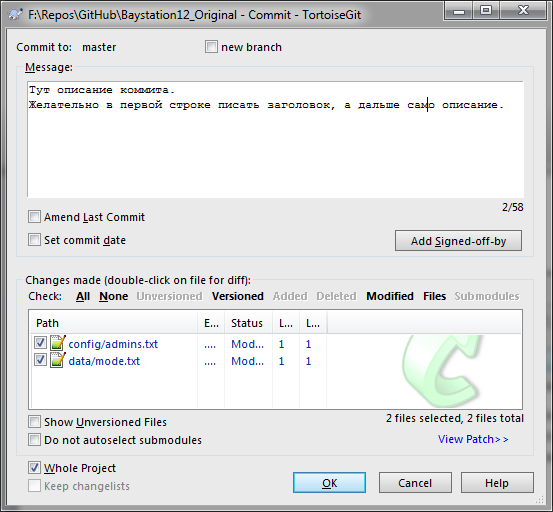 F:\Repos\GitHub\Baystation12_Original - Commit - TortoiseGit
Commit to: master new branch
Message:
Тут описание коммита.
Желательно в первой строке писать заголовок, а дальше само описание.
2/58
Amend Last Commit
Set commit date Add Signed-off-by
Changes made (double-click on file for diff):
Check: All None Unversioned Versioned Added Deleted Modified Files Submodules
Path E... Status L... L...
config/admins.txt .... Mod... 1 1
data/mode.txt .... Mod... 1 1
Show Unversioned Files 2 files selected, 2 files total
Do not autoselect submodules View Patch>>
Whole Project
Keep changelists OK Cancel Help